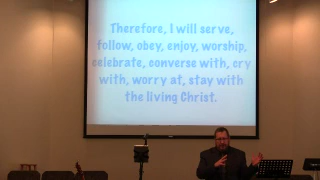 Therefore, I will serve,
follow, obey, enjoy, worship,
celebrate, converse with, cry
with, worry at, stay with
the living Christ.